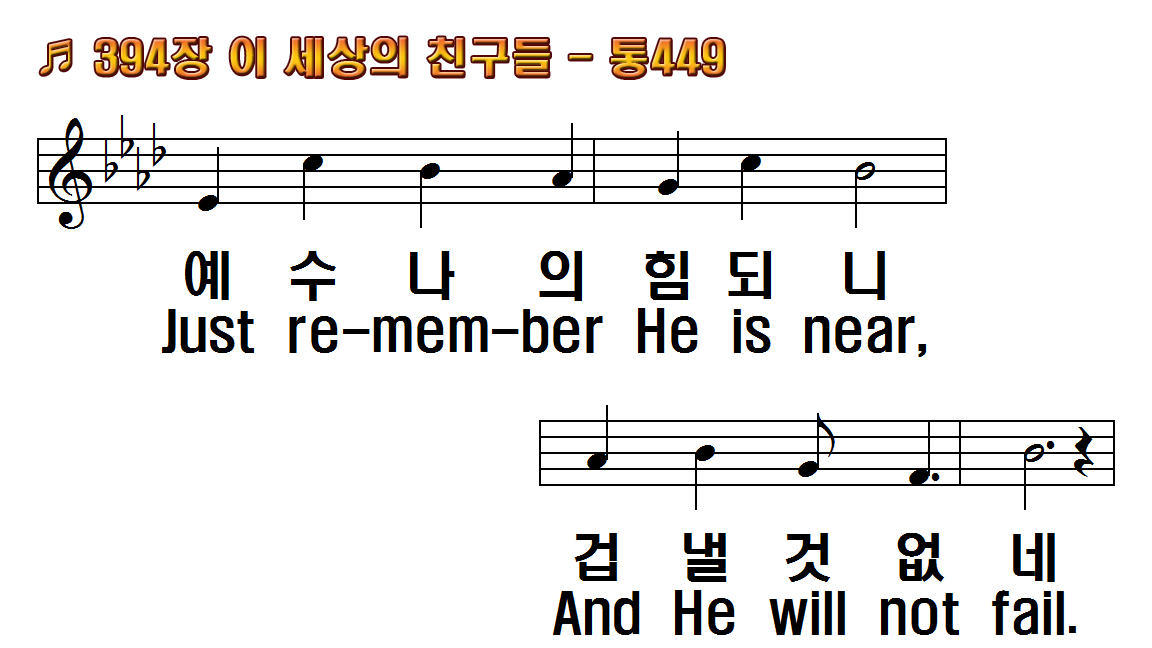 ♬ 394장 이 세상의 친구들 - 통449
예 수 나 의 힘 되 니
Just re-mem-ber He is near,
겁 낼 것 없 네
And He will not fail.